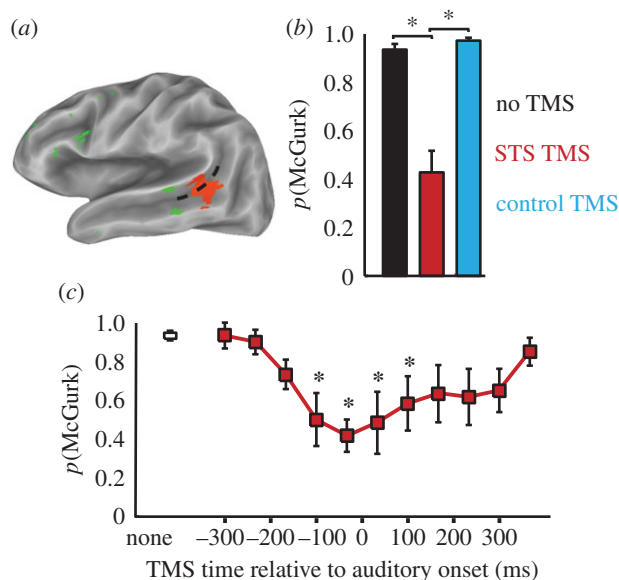 (a)
(b)
* *
1.0
0.8
0.6
0.4
0.2
0
p(McGurk)
no TMS
STS TMS
control TMS
(c)
1.0
0.8
0.6
0.4
0.2
0
p(McGurk)
* * * *
none −300 −200 −100 0 100 200 300
TMS time relative to auditory onset (ms)